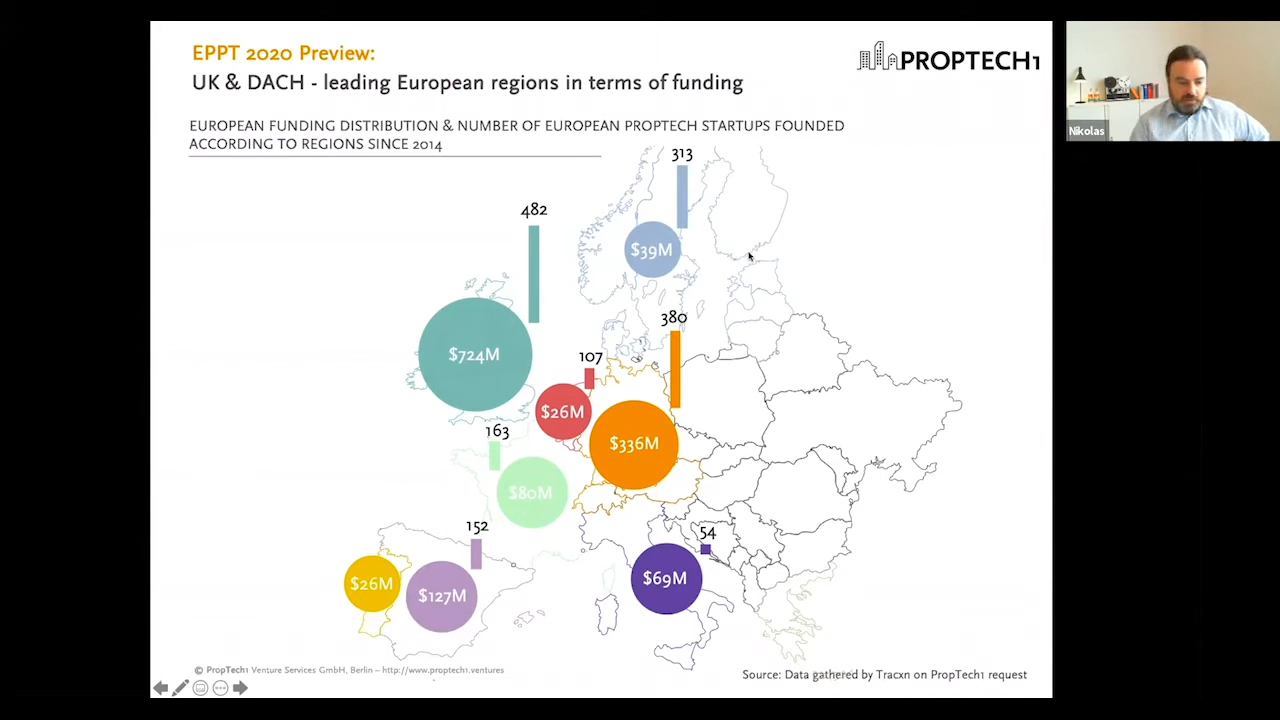 EPPT 2020 Preview:
UK & DACH - leading European regions in terms of funding
PROPTECH1
Nikolas
EUROPEAN FUNDING DISTRIBUTION & NUMBER OF EUROPEAN PROPTECH STARTUPS FOUNDED
ACCORDING TO REGIONS SINCE 2014
313
482
$39M
380
$724M
107
$26M
163
$336M
$80M
152
54
$26M
$127M
$69M
© PropTech1 Venture Services GmbH, Berlin – http://www.proptech1.ventures
Source: Data gathered by Tracxn on PropTech1 request